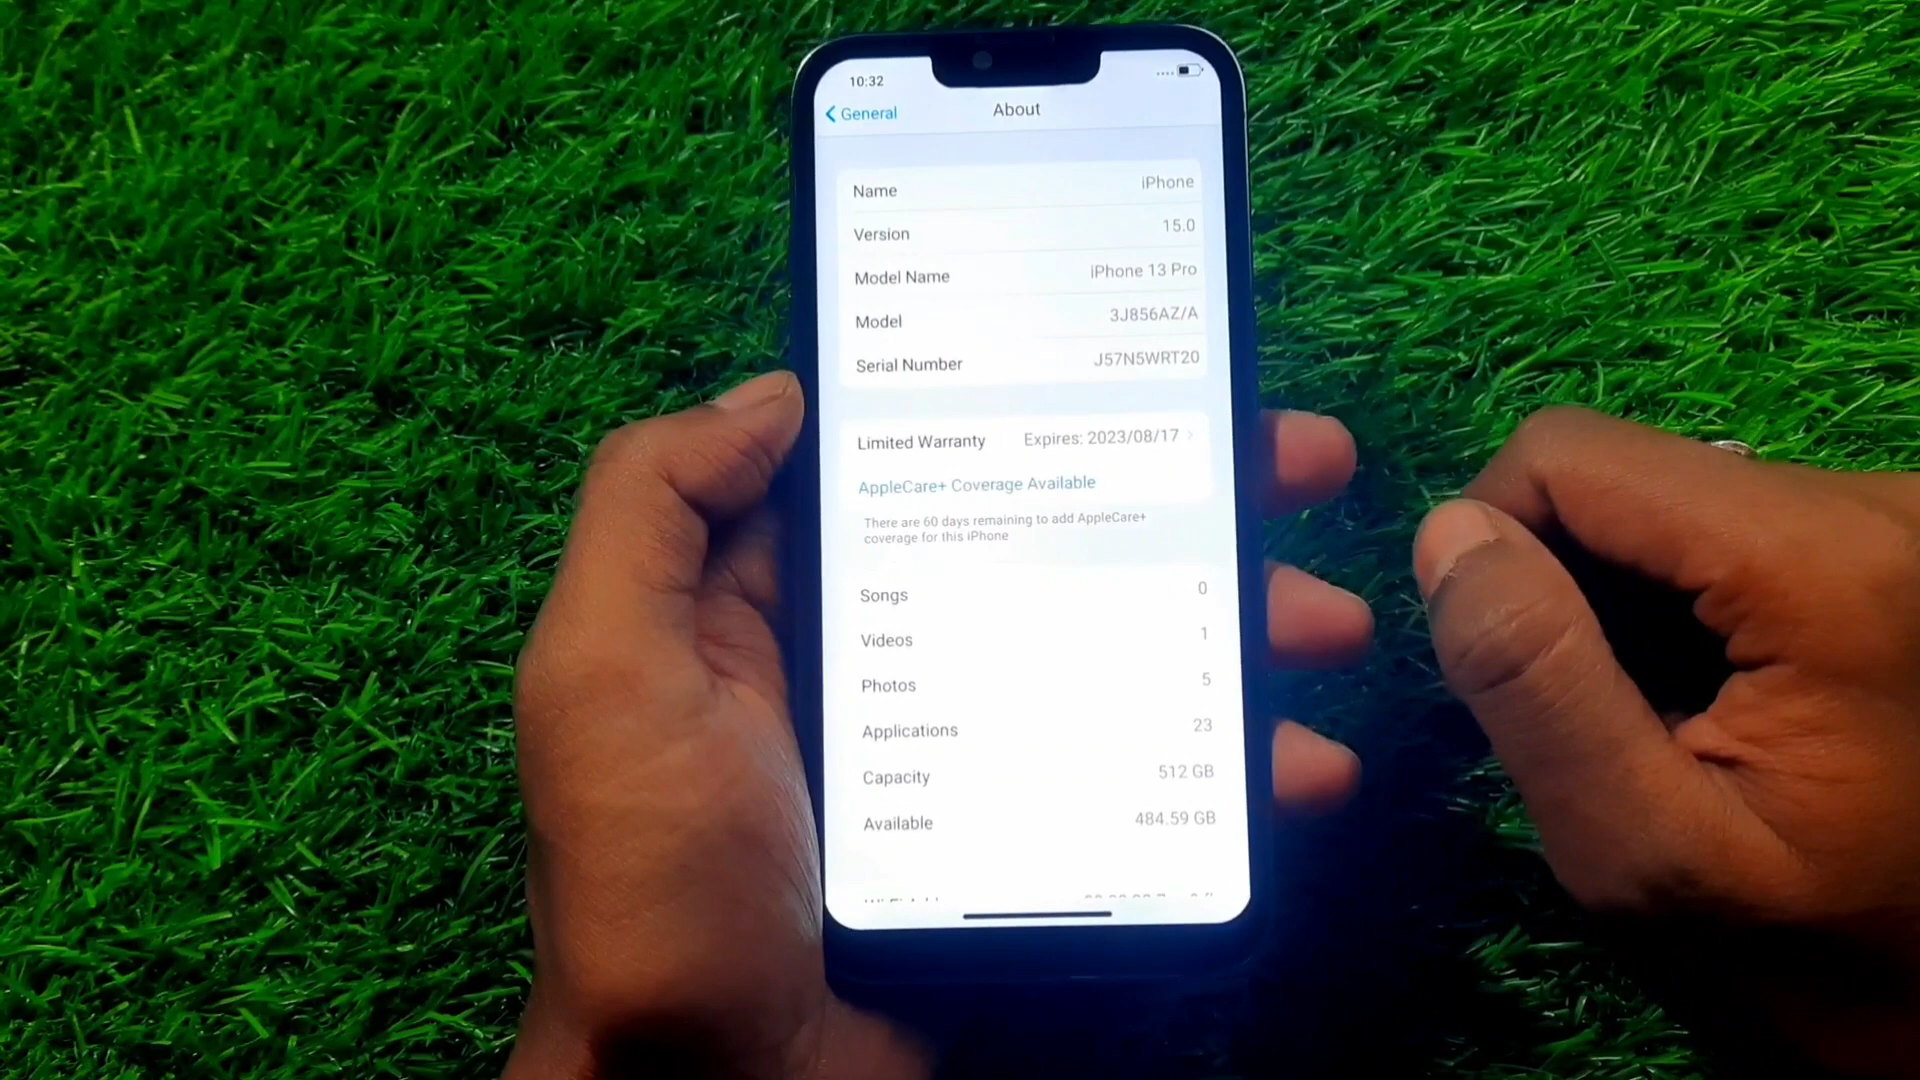 10:32
General
About
Name iPhone
Version 15.0
Model Name iPhone 13 Pro
Model 3J856AZ/A
Serial Number J57N5WRT20
Limited Warranty Expires: 2023/08/17
AppleCare+ Coverage Available
There are 60 days remaining to add AppleCare+
coverage for this iPhone
Songs 0
Videos 1
Photos 5
Applications 23
Capacity 512 GB
Available 484.59 GB